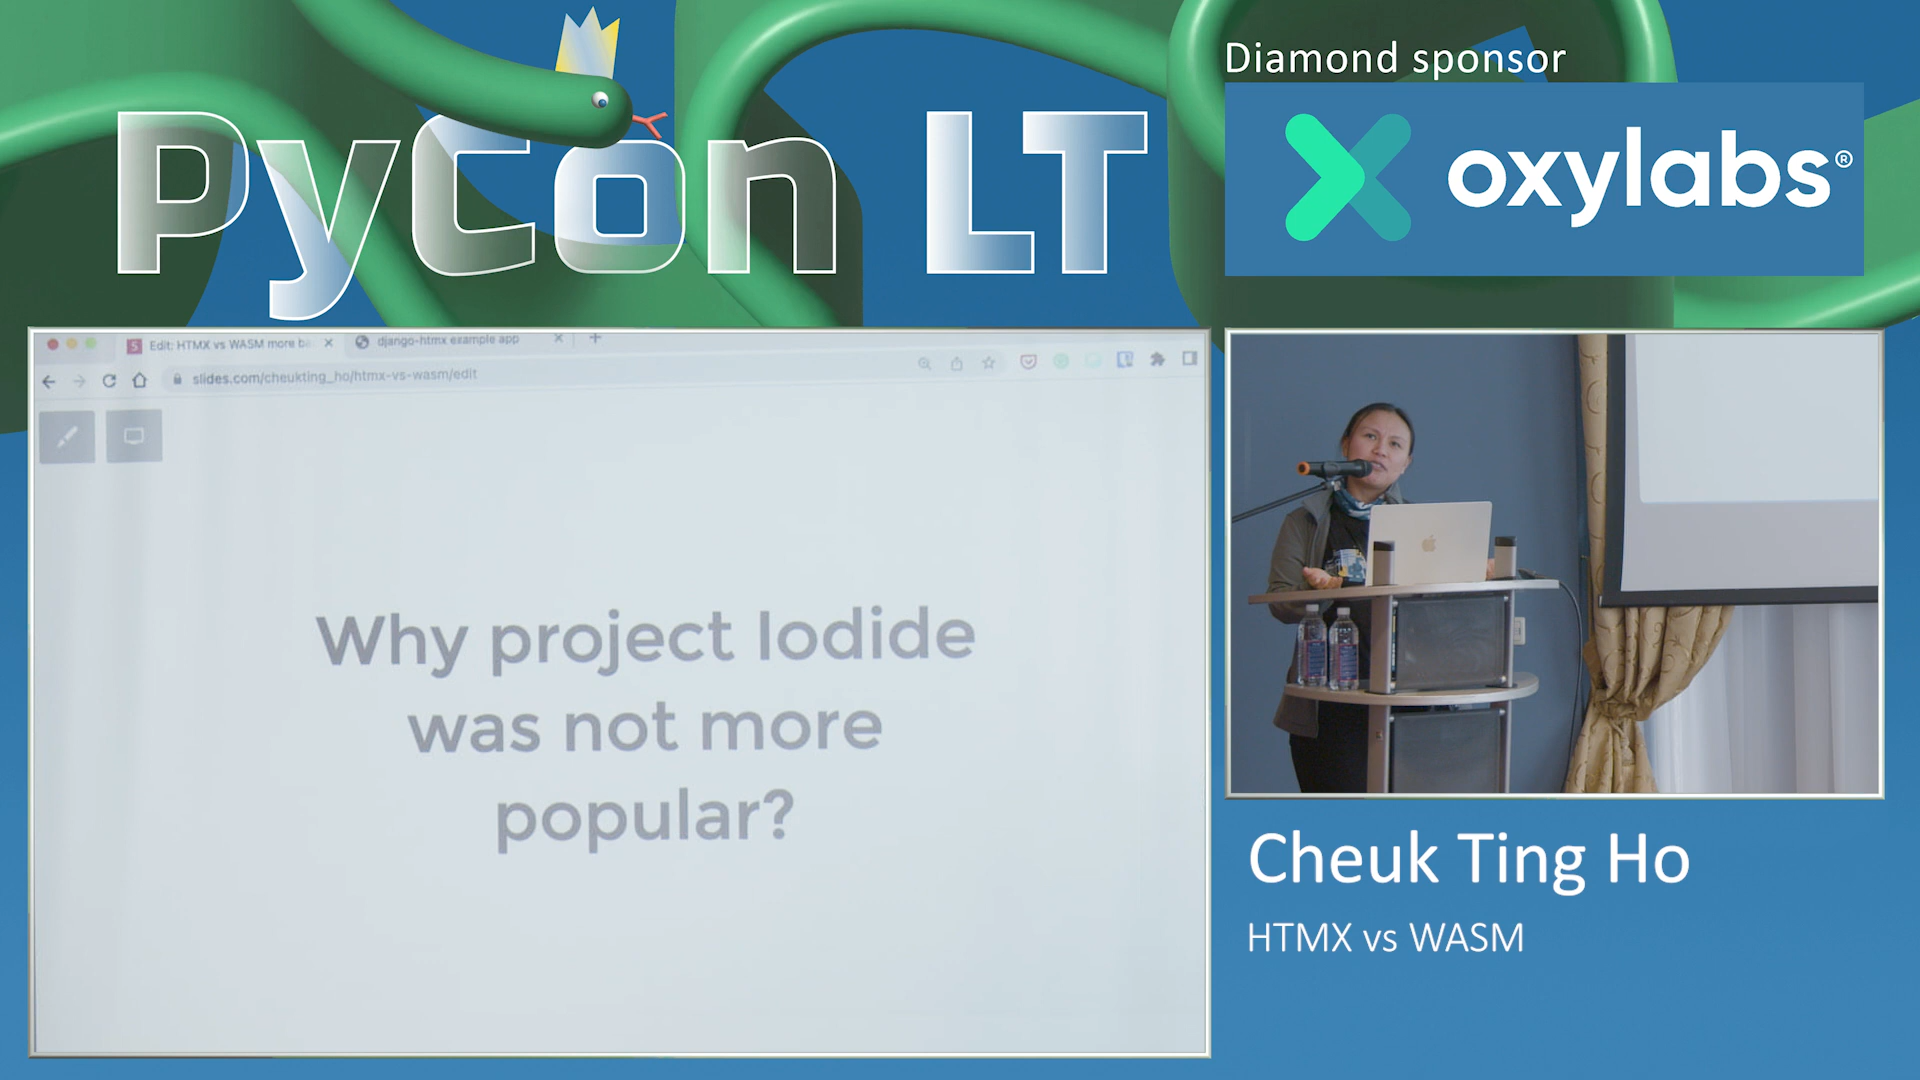 PyCon LT
Diamond sponsor
oxylabs®
Edit: HTMX vs WASM more be
django-htmx example app
slides.com/cheukting_ho/htmx-vs-wasm/edit
Why project Iodide
was not more
popular?
Cheuk Ting Ho
HTMX vs WASM